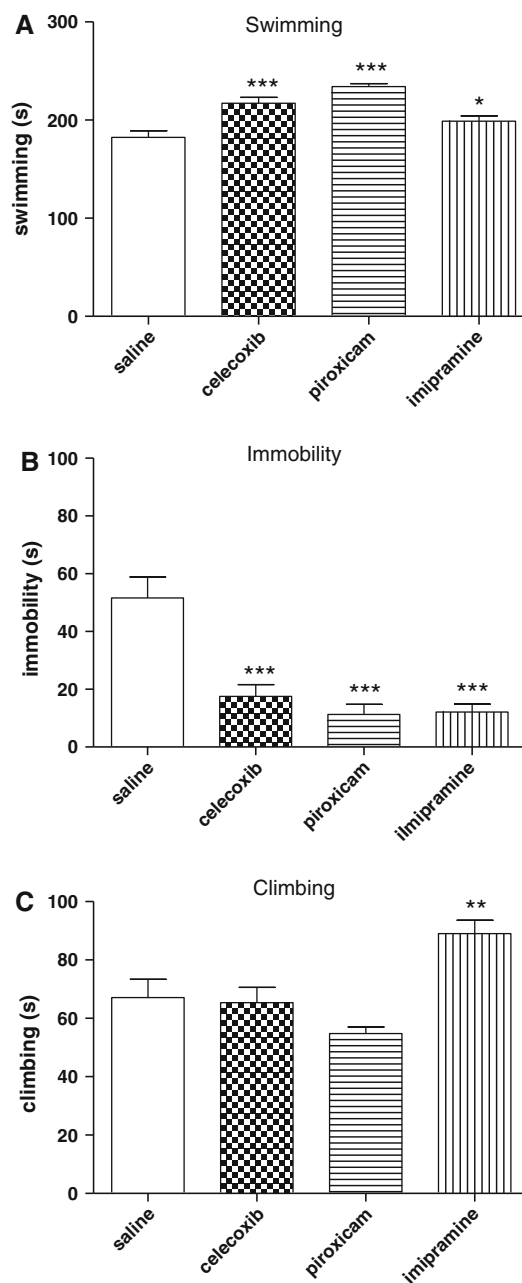 A
Swimming
swimming (s)
300
200
100
0
***
***
*
saline
celecoxib
piroxicam
imipramine
B
Immobility
immobility (s)
100
80
60
40
20
0
***
***
***
saline
celecoxib
piroxicam
ilmipramine
C
Climbing
climbing (s)
100
80
60
40
20
0
**
saline
celecoxib
piroxicam
imipramine